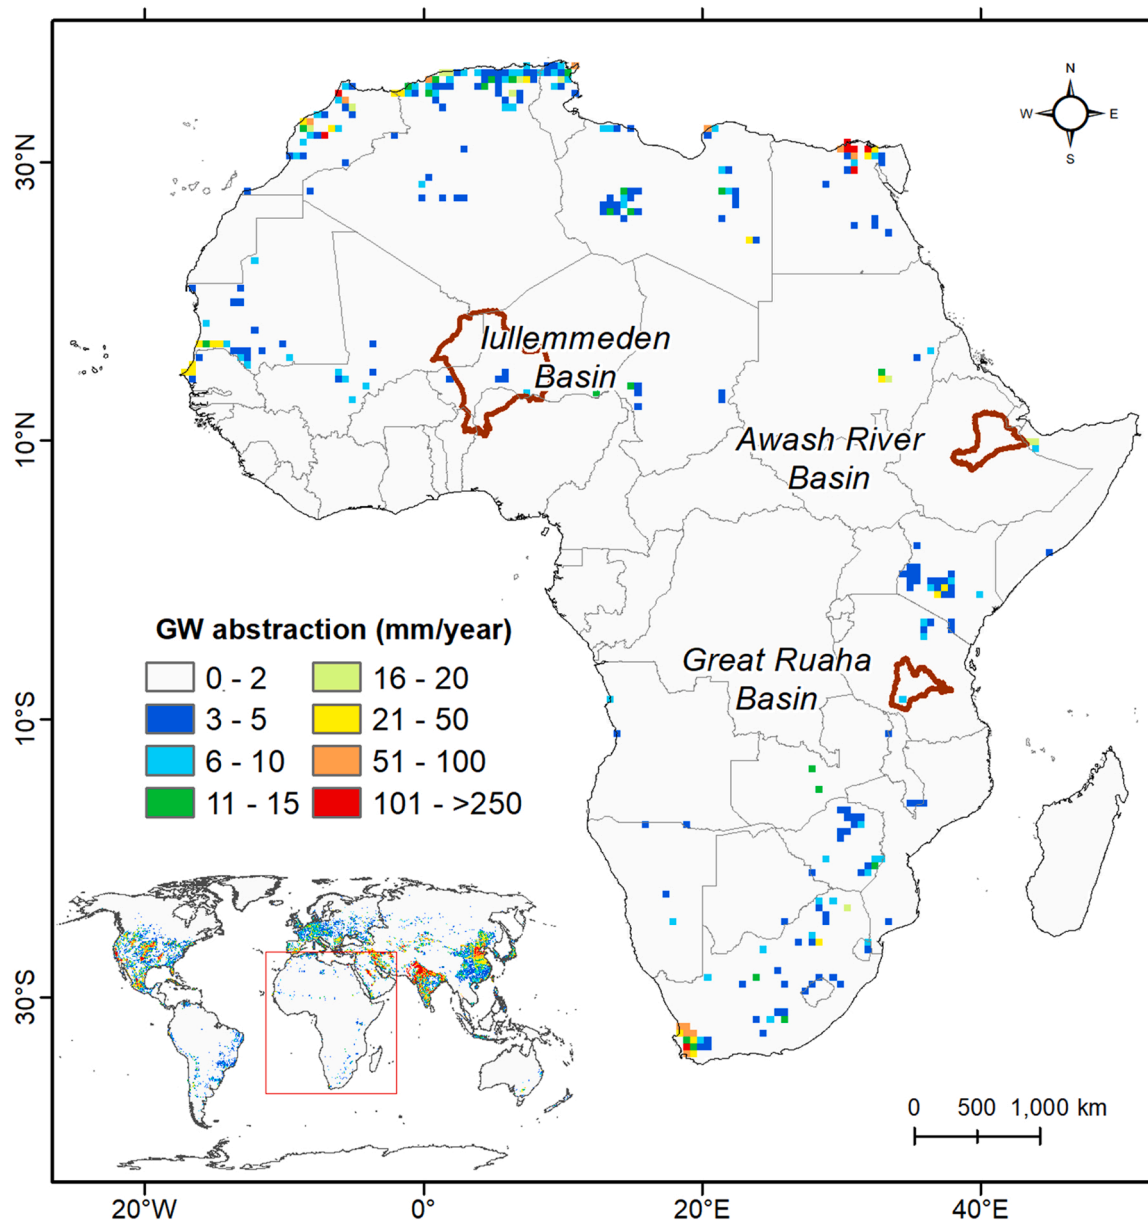 N
W E
S
30°N
Iullemmeden
Basin
10°N
Awash River
Basin
GW abstraction (mm/year)
0 - 2
16 - 20
3 - 5
21 - 50
6 - 10
51 - 100
11 - 15
101 - >250
Great Ruaha
Basin
10°S
30°S
0 500 1,000 km
20°W 0° 20°E 40°E